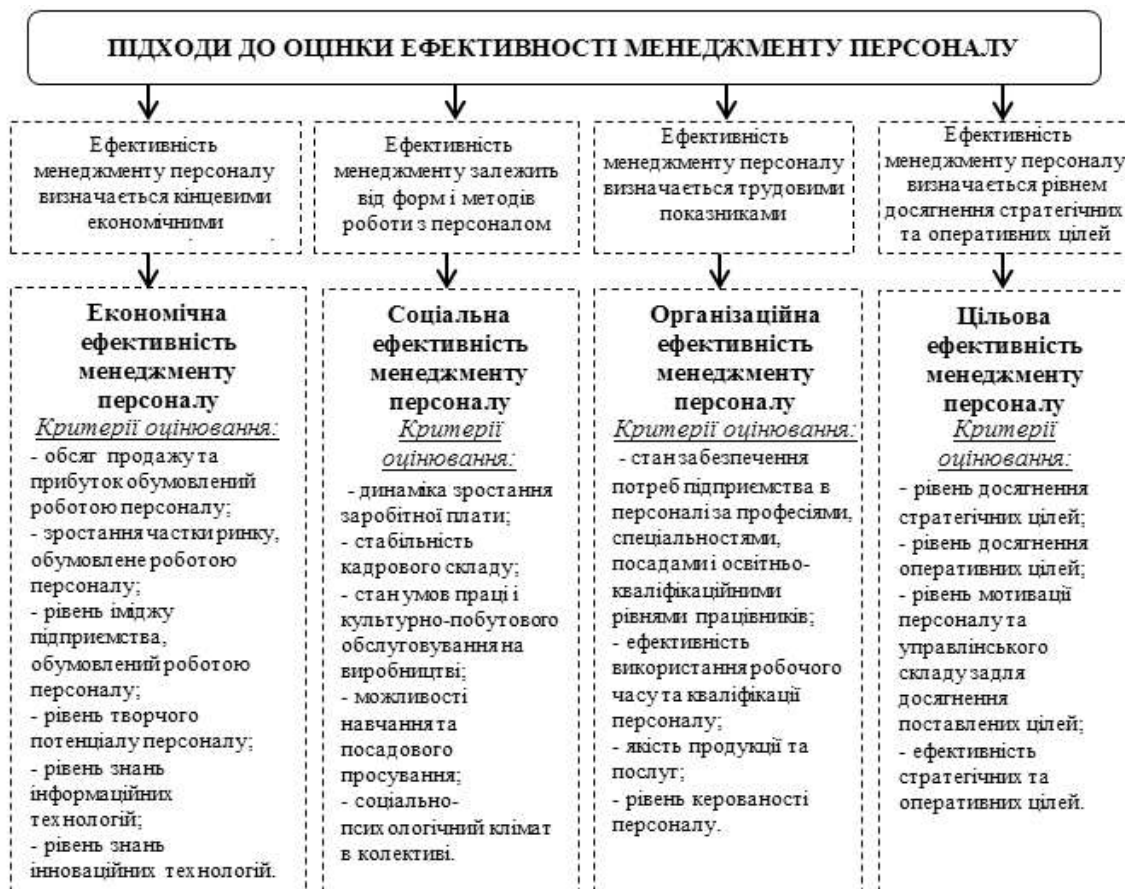 ПІДХОДИ ДО ОЦІНКИ ЕФЕКТИВНОСТІ МЕНЕДЖМЕНТУ ПЕРСОНАЛУ
Ефективність
менеджменту персоналу
визначається кінцевими
економічними
Ефективність
менеджменту залежить
від форм і методів
роботи з персоналом
Ефективність
менеджменту персоналу
визначається трудовими
показниками
Ефективність
менеджменту персоналу
визначається рівнем
досягнення стратегічних
та оперативних цілей
Економічна
ефективність
менеджменту
персоналу
Критерії оцінювання:
- обсяг продажу та
прибуток обумовлений
роботою персоналу;
- зростання частки ринку,
обумовлене роботою
персоналу;
- рівень іміджу
підприємства,
обумовлений роботою
персоналу;
- рівень творчого
потенціалу персоналу;
- рівень знань
інформаційних
технологій;
- рівень знань
інноваційних технологій.
Соціальна
ефективність
менеджменту
персоналу
Критерії
оцінювання:
- динаміка зростання
заробітної плати;
- стабільність
кадрового складу;
- стан умов праці і
культурно-побутового
обслуговування на
виробництві;
- можливості
навчання та
посадового
просування;
- соціально-
психологічний клімат
в колективі.
Організаційна
ефективність
менеджменту
персоналу
Критерії оцінювання:
- стан забезпечення
потреб підприємства в
персоналі за професіями,
спеціальностями,
посадами і освітньо-
кваліфікаційними
рівнями працівників;
- ефективність
використання робочого
часу та кваліфікації
персоналу;
- якість продукції та
послуг;
- рівень керованості
персоналу.
Цільова
ефективність
менеджменту
персоналу
Критерії
оцінювання:
- рівень досягнення
стратегічних цілей;
- рівень досягнення
оперативних цілей;
- рівень мотивації
персоналу та
управлінського
складу задля
досягнення
поставлених цілей;
- ефективність
стратегічних та
оперативних цілей.